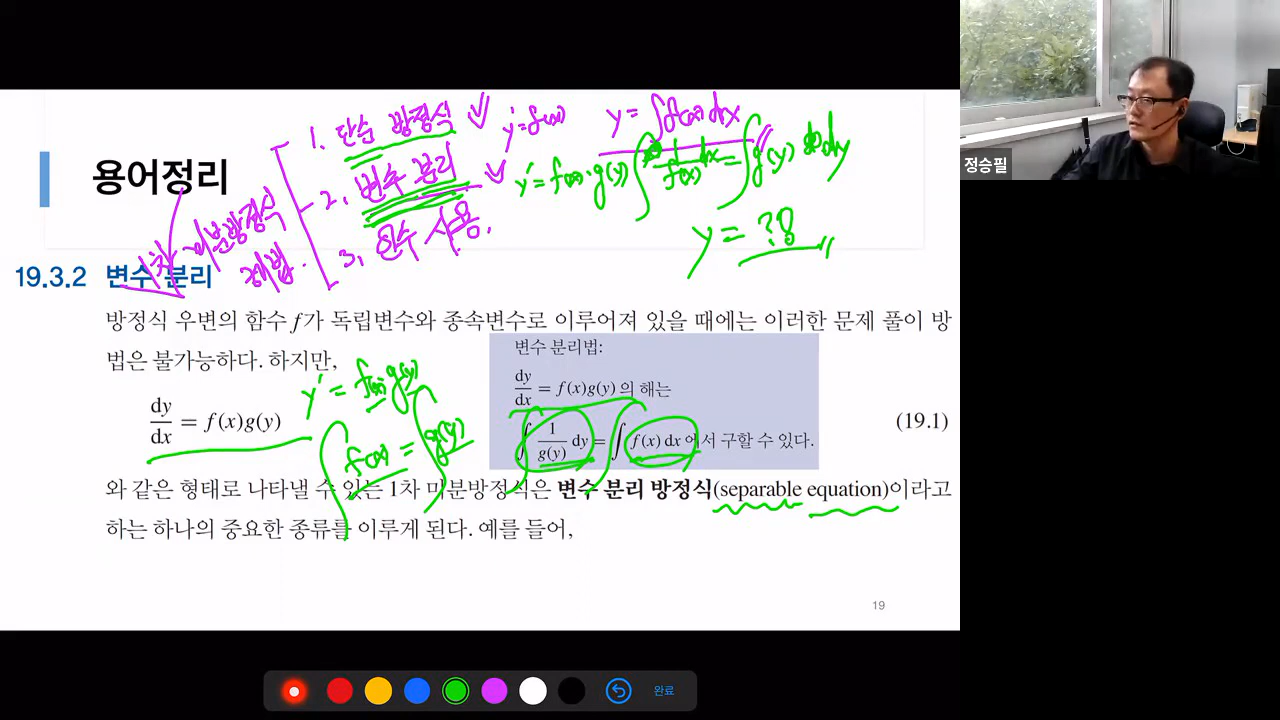 용어정리
1차 미분방정식 해법.
1. 단순 방정식 y' = f(x) y = ∫f(x) dx
2. 변수 분리 y' = f(x)·g(y)
3. 인수 사용.
y = ?
19.3.2 변수 분리
방정식 우변의 함수 f가 독립변수와 종속변수로 이루어져 있을 때에는 이러한 문제 풀이 방
법은 불가능하다. 하지만,
dy/dx = f(x)g(y)
y' = f(x) g(y)
∫f(x) = ∫g(y)
변수 분리법:
dy/dx = f(x)g(y)의 해는
∫ 1/g(y) dy = ∫ f(x) dx 에서 구할 수 있다.
(19.1)
와 같은 형태로 나타낼 수 있는 1차 미분방정식은 변수 분리 방정식(separable equation)이라고
하는 하나의 중요한 종류를 이루게 된다. 예를 들어,
19
정승필
완료